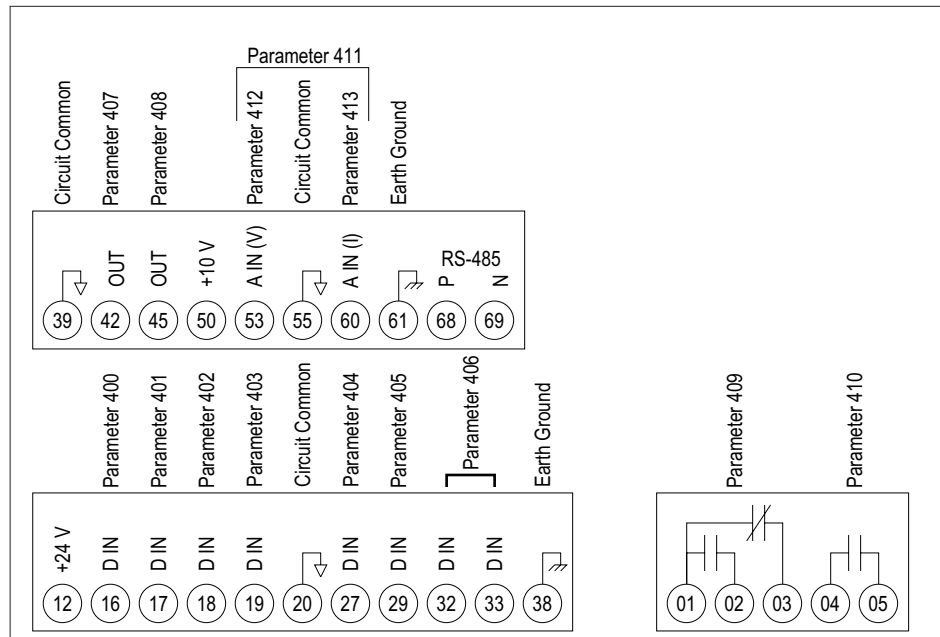 Parameter 411
Circuit Common
Parameter 407
Parameter 408
Parameter 412
Circuit Common
Parameter 413
Earth Ground
OUT
OUT
+10 V
A IN (V)
A IN (I)
RS-485
P
N
39 42 45 50 53 55 60 61 68 69
Parameter 400
Parameter 401
Parameter 402
Parameter 403
Circuit Common
Parameter 404
Parameter 405
Parameter 406
Earth Ground
Parameter 409
Parameter 410
+24 V
D IN
D IN
D IN
D IN
D IN
D IN
D IN
D IN
12 16 17 18 19 20 27 29 32 33 38
01 02 03 04 05